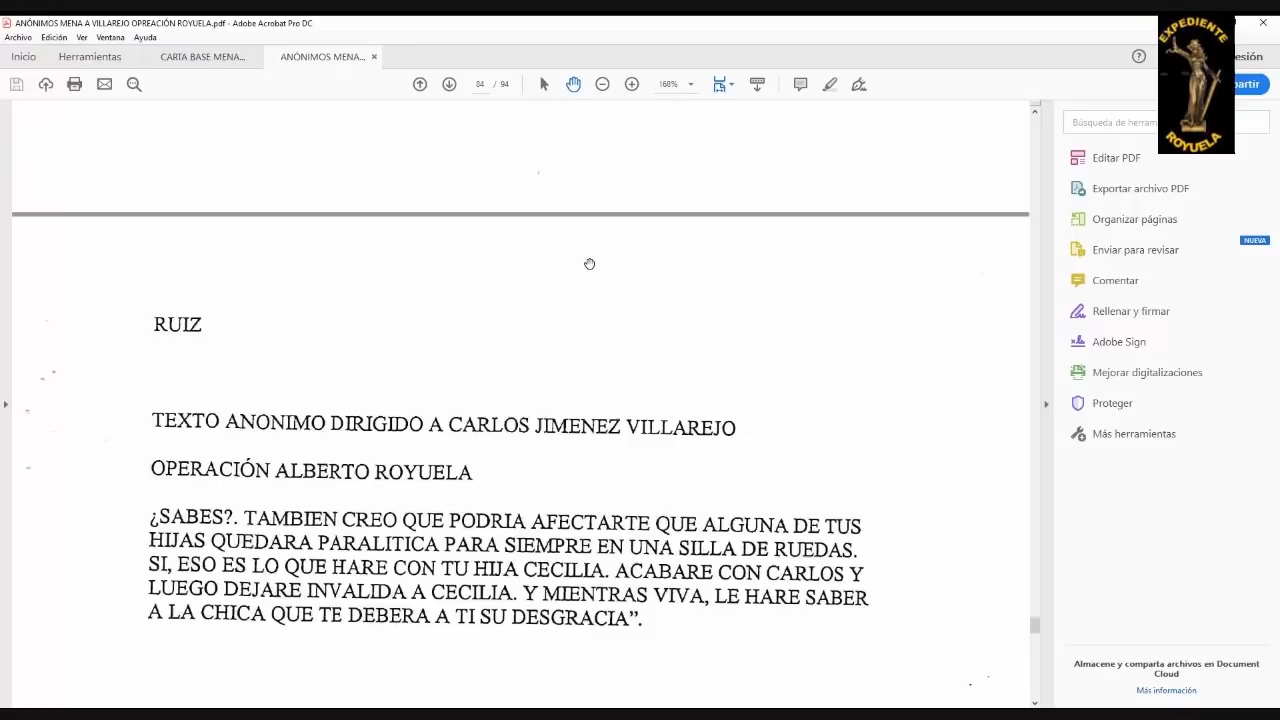 ANÓNIMOS MENA A VILLAREJO OPREACIÓN ROYUELA.pdf - Adobe Acrobat Pro DC
Archivo Edición Ver Ventana Ayuda
Inicio Herramientas CARTA BASE MENA... ANÓNIMOS MENA... × esión
84 / 94 168% partir
EXPEDIENTE
ROYUELA
Búsqueda de herram
Editar PDF
Exportar archivo PDF
Organizar páginas
NUEVA
Enviar para revisar
Comentar
Rellenar y firmar
Adobe Sign
Mejorar digitalizaciones
Proteger
Más herramientas
Almacene y comparta archivos en Document
Cloud
Más información
RUIZ
TEXTO ANONIMO DIRIGIDO A CARLOS JIMENEZ VILLAREJO
OPERACIÓN ALBERTO ROYUELA
¿SABES?. TAMBIEN CREO QUE PODRIA AFECTARTE QUE ALGUNA DE TUS
HIJAS QUEDARA PARALITICA PARA SIEMPRE EN UNA SILLA DE RUEDAS.
SI, ESO ES LO QUE HARE CON TU HIJA CECILIA. ACABARE CON CARLOS Y
LUEGO DEJARE INVALIDA A CECILIA. Y MIENTRAS VIVA, LE HARE SABER
A LA CHICA QUE TE DEBERA A TI SU DESGRACIA”.